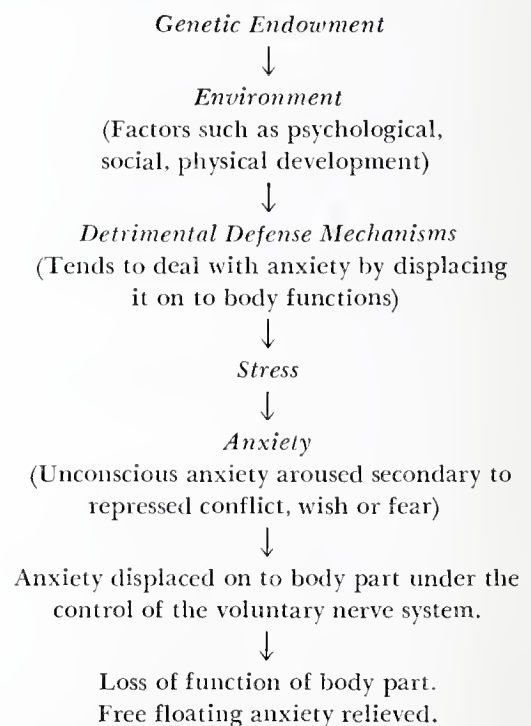 Genetic Endowment
↓
Environment
(Factors such as psychological,
social, physical development)
↓
Detrimental Defense Mechanisms
(Tends to deal with anxiety by displacing
it on to body functions)
↓
Stress
↓
Anxiety
(Unconscious anxiety aroused secondary to
repressed conflict, wish or fear)
↓
Anxiety displaced on to body part under the
control of the voluntary nerve system.
↓
Loss of function of body part.
Free floating anxiety relieved.